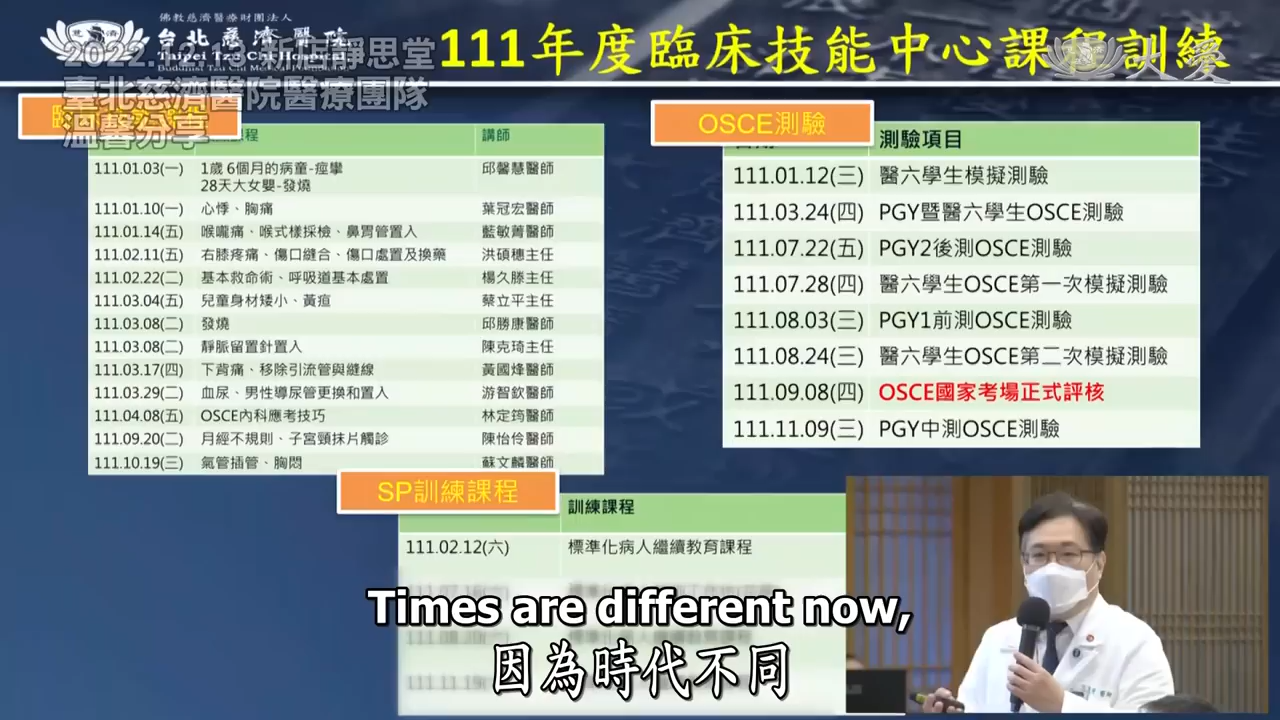 佛教慈濟醫療財團法人
台北慈濟醫院
Taipei Tzu Chi Hospital
111年度臨床技能中心課程訓練
大愛
新店靜思堂
臺北慈濟醫院醫療團隊
溫馨分享
講師
111.01.03(一) 1歲6個月的病童-痙攣 邱馨慧醫師
28天大女嬰-發燒
111.01.10(一) 心悸、胸痛 葉冠宏醫師
111.01.14(五) 喉嚨痛、喉式樣採檢、鼻胃管置入 藍敏菁醫師
111.02.11(五) 右膝疼痛、傷口縫合、傷口處置及換藥 洪碩穗主任
111.02.22(二) 基本救命術、呼吸道基本處置 楊久滕主任
111.03.04(五) 兒童身材矮小、黃疸 蔡立平主任
111.03.08(二) 發燒 邱勝康醫師
111.03.08(二) 靜脈留置針置入 陳克琦主任
111.03.17(四) 下背痛、移除引流管與縫線 黃國烽醫師
111.03.29(二) 血尿、男性導尿管更換和置入 游智欽醫師
111.04.08(五) OSCE內科應考技巧 林定筠醫師
111.09.20(二) 月經不規則、子宮頸抹片觸診 陳怡伶醫師
111.10.19(三) 氣管插管、胸悶 蘇文麟醫師
OSCE測驗
測驗項目
111.01.12(三) 醫六學生模擬測驗
111.03.24(四) PGY暨醫六學生OSCE測驗
111.07.22(五) PGY2後測OSCE測驗
111.07.28(四) 醫六學生OSCE第一次模擬測驗
111.08.03(三) PGY1前測OSCE測驗
111.08.24(三) 醫六學生OSCE第二次模擬測驗
111.09.08(四) OSCE國家考場正式評核
111.11.09(三) PGY中測OSCE測驗
SP訓練課程
訓練課程
111.02.12(六) 標準化病人繼續教育課程
Times are different now,
因為時代不同